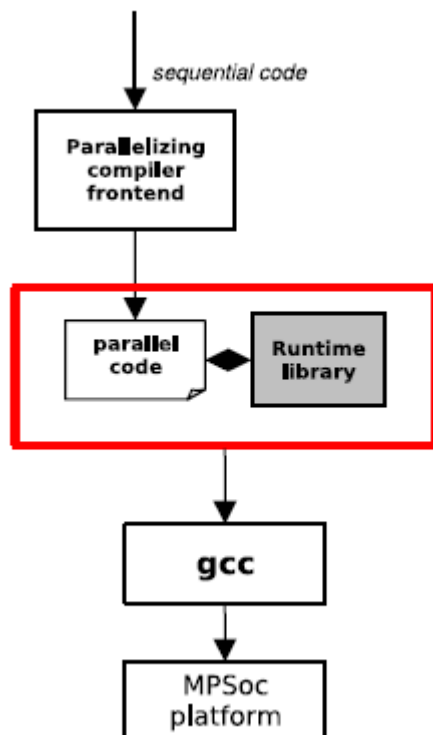 sequential code
Parallelizing
compiler
frontend
parallel
code
Runtime
library
gcc
MPSoc
platform